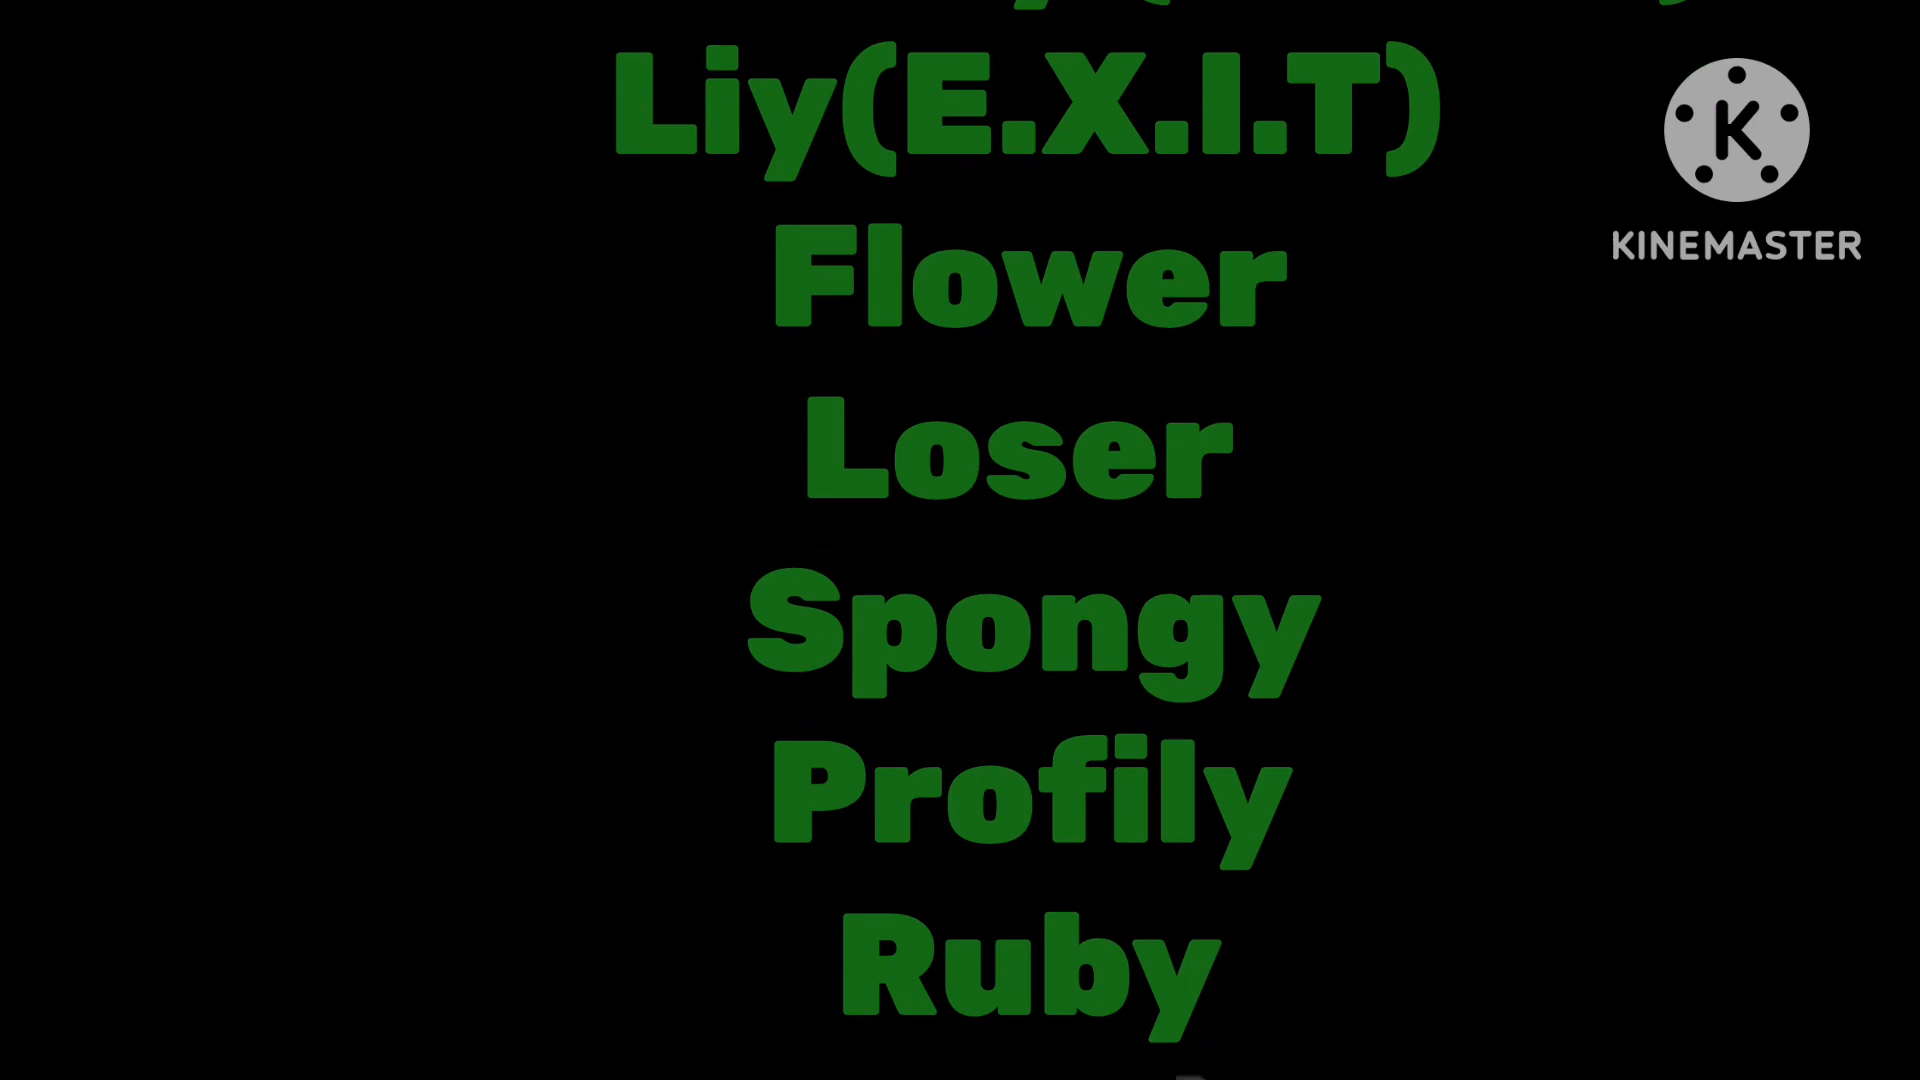 Liy(E.X.I.T)
Flower
Loser
Spongy
Profily
Ruby
K
KINEMASTER